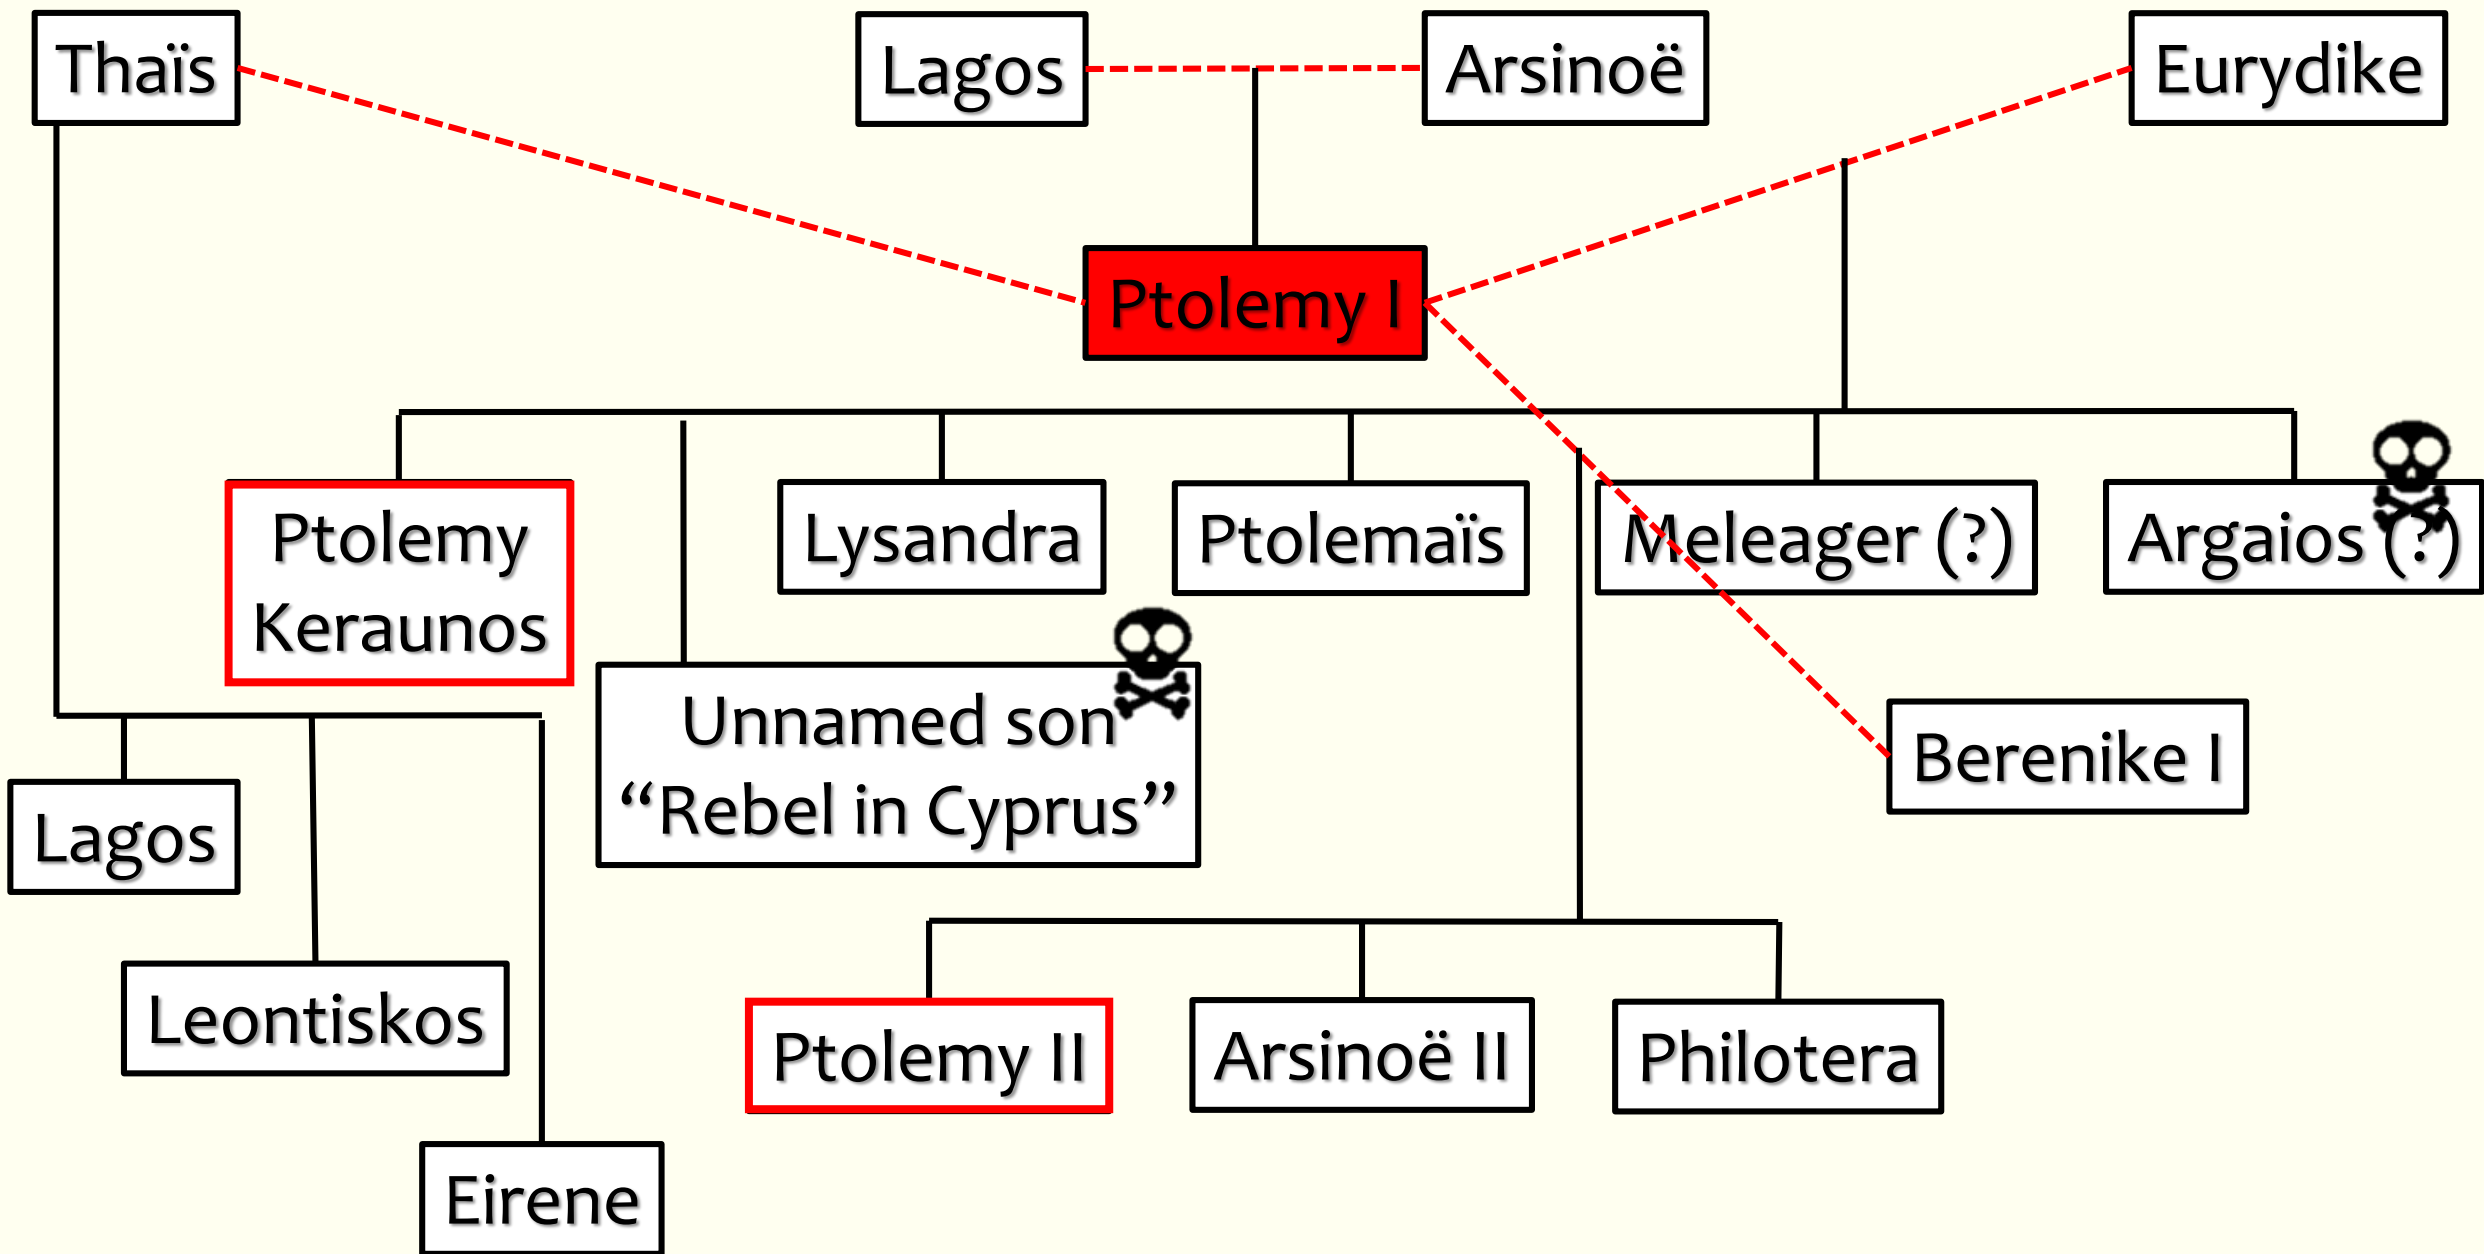 Thaïs
Lagos
Arsinoë
Eurydike
Ptolemy I
Ptolemy
Keraunos
Lysandra
Ptolemaïs
Meleager (?)
Argaios (?)
Unnamed son
“Rebel in Cyprus”
Berenike I
Lagos
Leontiskos
Ptolemy II
Arsinoë II
Philotera
Eirene